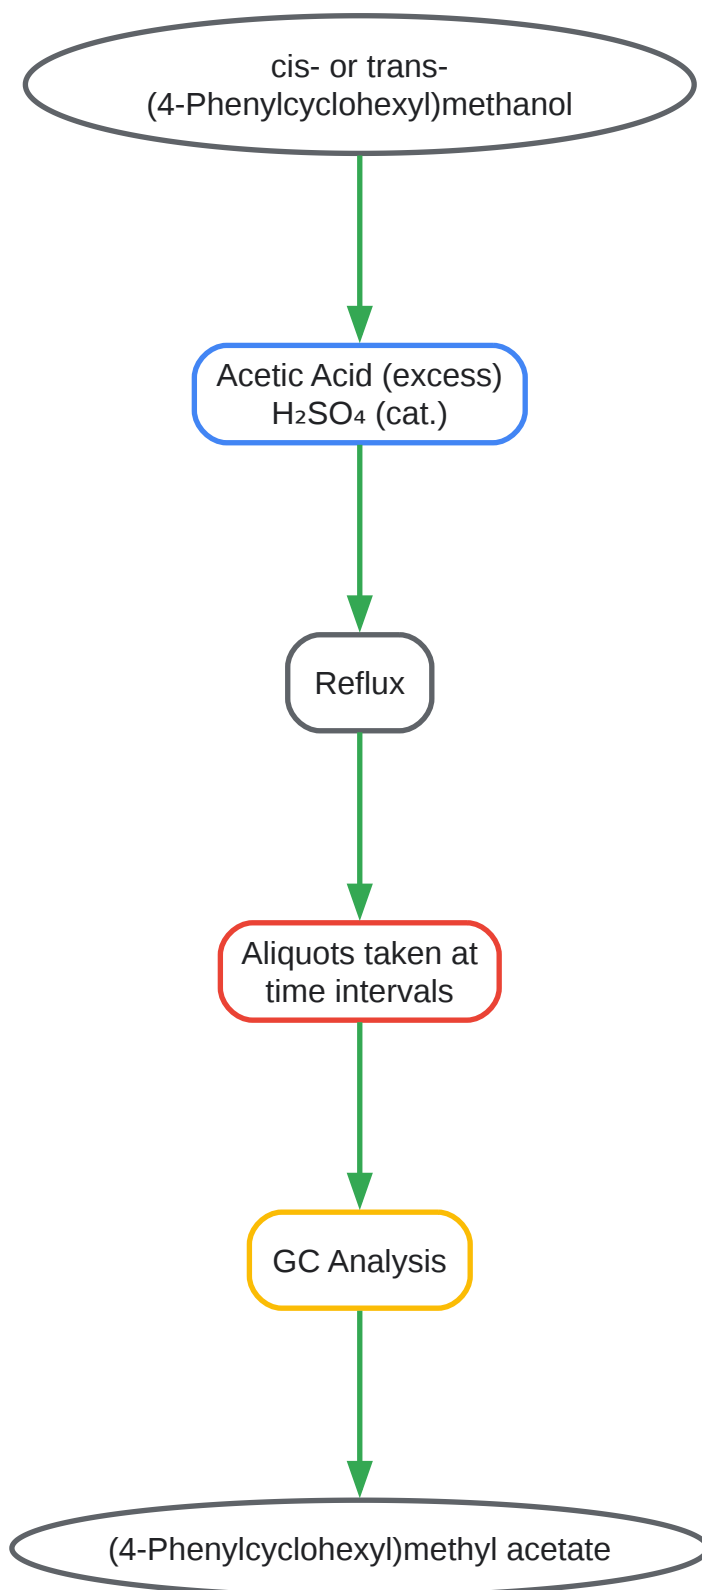 cis- or trans-
(4-Phenylcyclohexyl)methanol
Acetic Acid (excess)
H₂SO₄ (cat.)
Reflux
Aliquots taken at
time intervals
GC Analysis
(4-Phenylcyclohexyl)methyl acetate